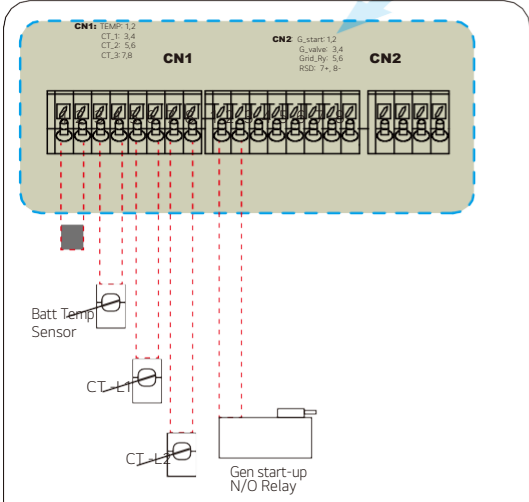 CN1: TEMP: 1,2
CT_1: 3,4
CT_2: 5,6
CT_3: 7,8
CN1
CN2 G_start: 1,2
G_valve: 3,4
Grid_Ry: 5,6
RSD: 7+, 8-
CN2
Batt Temp
Sensor
CT -L1
CT -L2
Gen start-up
N/O Relay